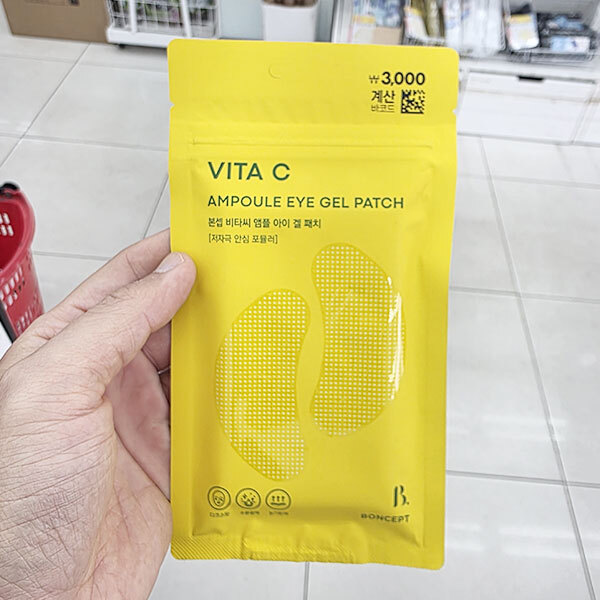 ₩3,000
계산
바코드
VITA C
AMPOULE EYE GEL PATCH
본셉 비타씨 앰플 아이 겔 패치
[저자극 안심 포뮬러]
B.
BONCEPT